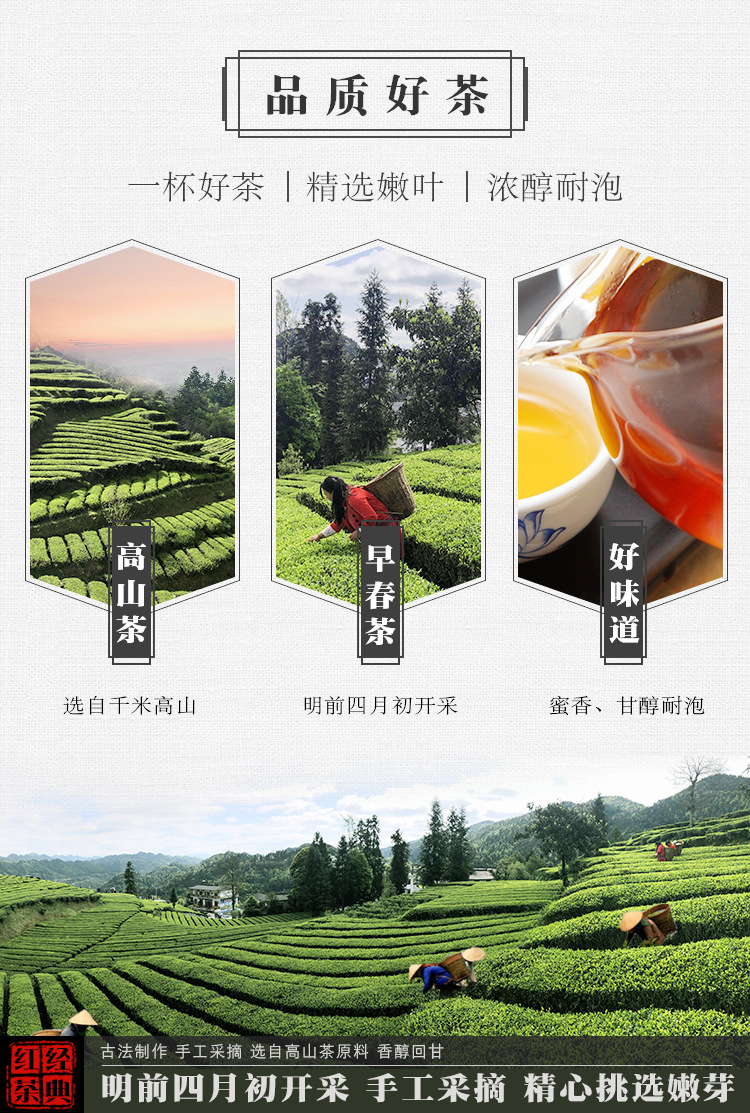 品质好茶
一杯好茶｜精选嫩叶｜浓醇耐泡
高山茶
早春茶
好味道
选自千米高山
明前四月初开采
蜜香、甘醇耐泡
经典红茶
古法制作 手工采摘 选自高山茶原料 香醇回甘
明前四月初开采 手工采摘 精心挑选嫩芽